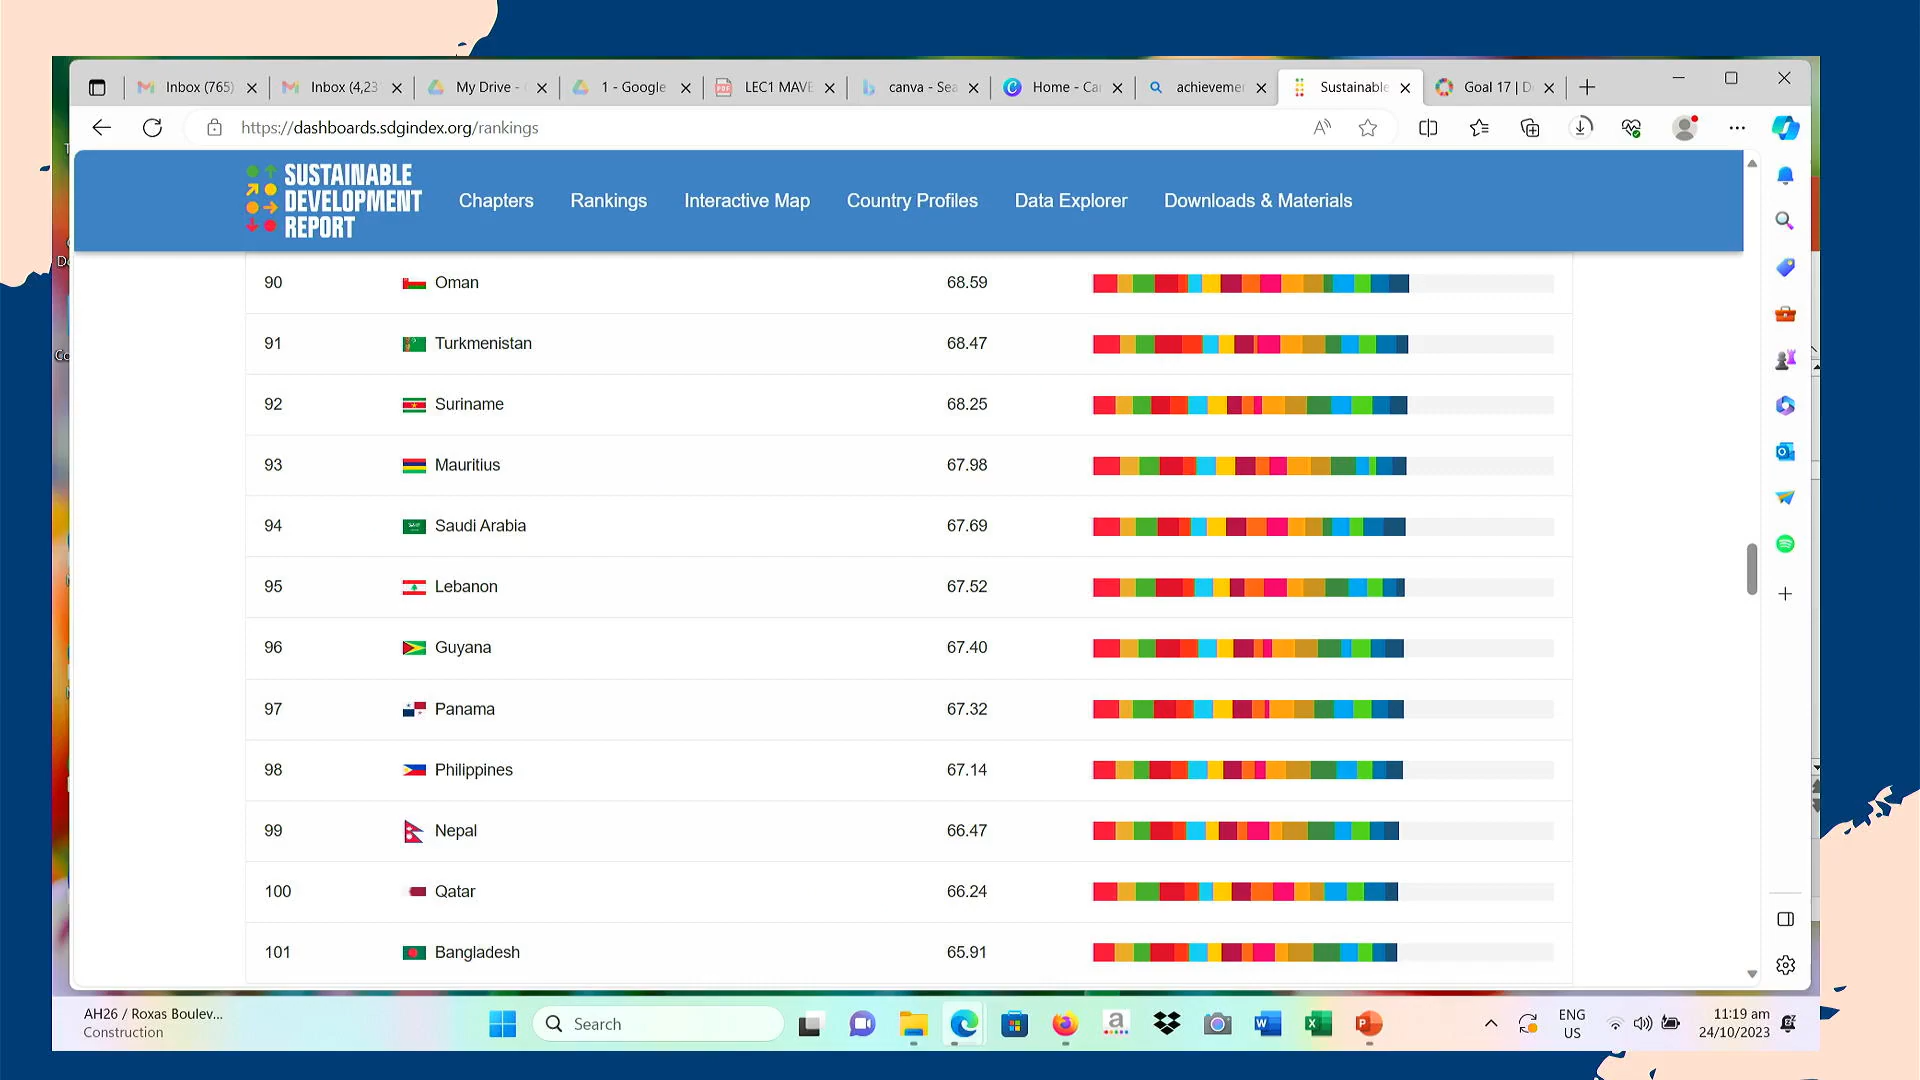 Inbox (765)
Inbox (4,23
My Drive -
1 - Google
LEC1 MAVE
canva - Sea
Home - Ca
achieveme
Sustainable
Goal 17 | D
https://dashboards.sdgindex.org/rankings
SUSTAINABLE
DEVELOPMENT
REPORT
Chapters
Rankings
Interactive Map
Country Profiles
Data Explorer
Downloads & Materials
90 Oman 68.59
91 Turkmenistan 68.47
92 Suriname 68.25
93 Mauritius 67.98
94 Saudi Arabia 67.69
95 Lebanon 67.52
96 Guyana 67.40
97 Panama 67.32
98 Philippines 67.14
99 Nepal 66.47
100 Qatar 66.24
101 Bangladesh 65.91
AH26 / Roxas Boulev...
Construction
Search
ENG
US
11:19 am
24/10/2023